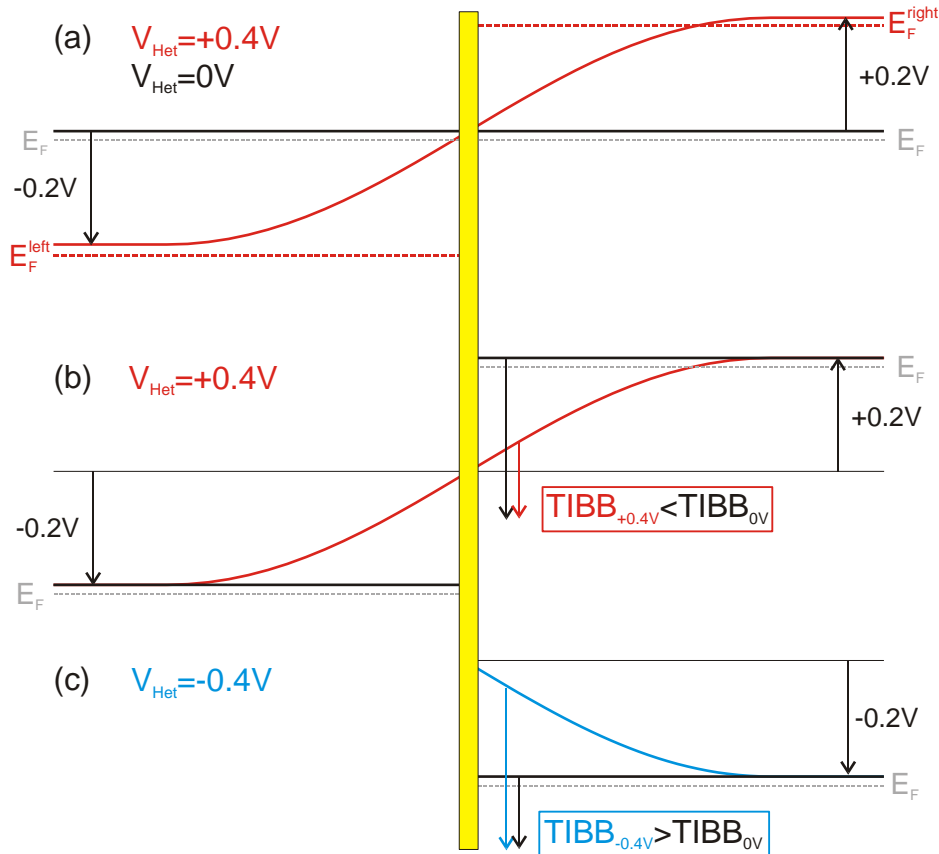 (a) V_Het=+0.4V
V_Het=0V
E_F^right
+0.2V
E_F
E_F
-0.2V
E_F^left
(b) V_Het=+0.4V
E_F
+0.2V
-0.2V
TIBB_+0.4V<TIBB_0V
E_F
(c) V_Het=-0.4V
-0.2V
E_F
TIBB_-0.4V>TIBB_0V